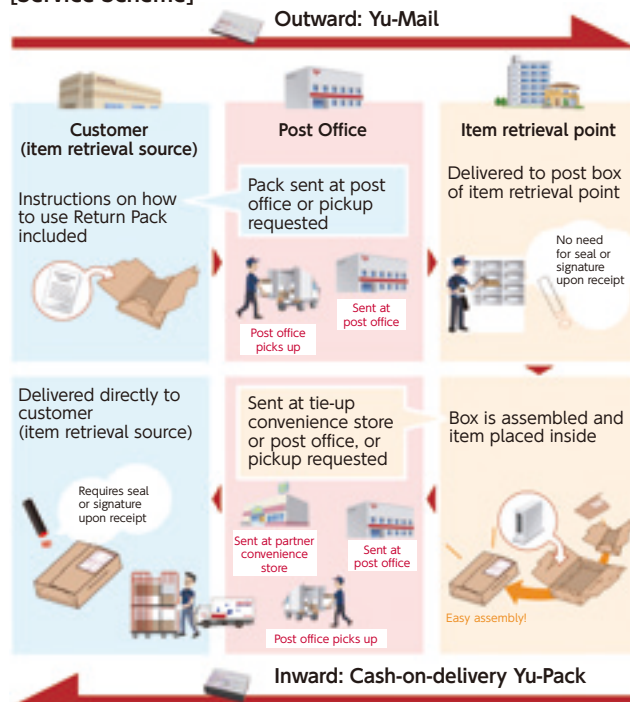 [Service Scheme]
Outward: Yu-Mail
Customer
(item retrieval source)
Post Office
Item retrieval point
Instructions on how
to use Return Pack
included
Pack sent at post
office or pickup
requested
Post office
picks up
Sent at
post office
Delivered to post box
of item retrieval point
No need
for seal or
signature
upon receipt
Delivered directly to
customer
(item retrieval source)
Requires seal
or signature
upon receipt
Sent at tie-up
convenience store
or post office, or
pickup requested
Sent at partner
convenience
store
Sent at
post office
Post office picks up
Box is assembled and
item placed inside
Easy assembly!
Inward: Cash-on-delivery Yu-Pack